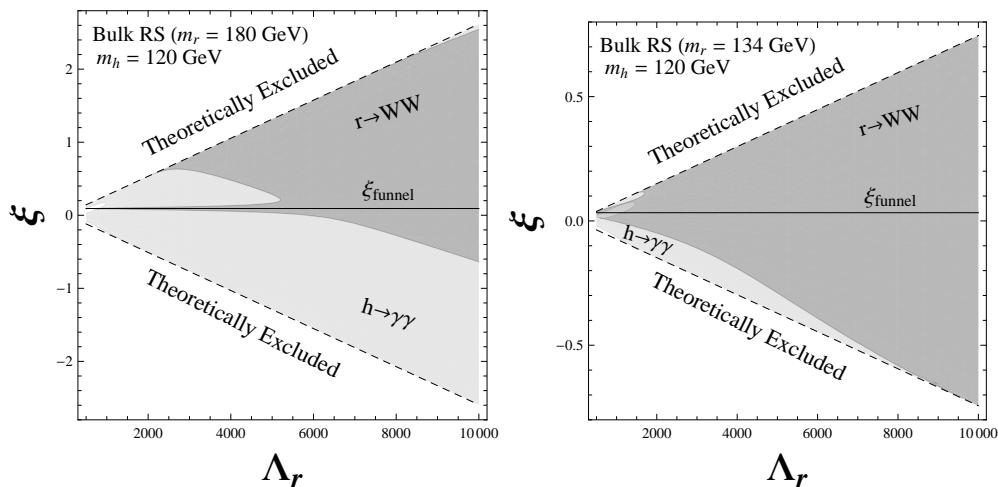 Bulk RS (m_r = 180 GeV)
m_h = 120 GeV
Theoretically Excluded
r→WW
ξ_funnel
h→γγ
Theoretically Excluded
2
1
0
−1
−2
ξ
2000
4000
6000
8000
10 000
Λ_r
Bulk RS (m_r = 134 GeV)
m_h = 120 GeV
Theoretically Excluded
r→WW
ξ_funnel
h→γγ
Theoretically Excluded
0.5
0.0
−0.5
ξ
2000
4000
6000
8000
10 000
Λ_r